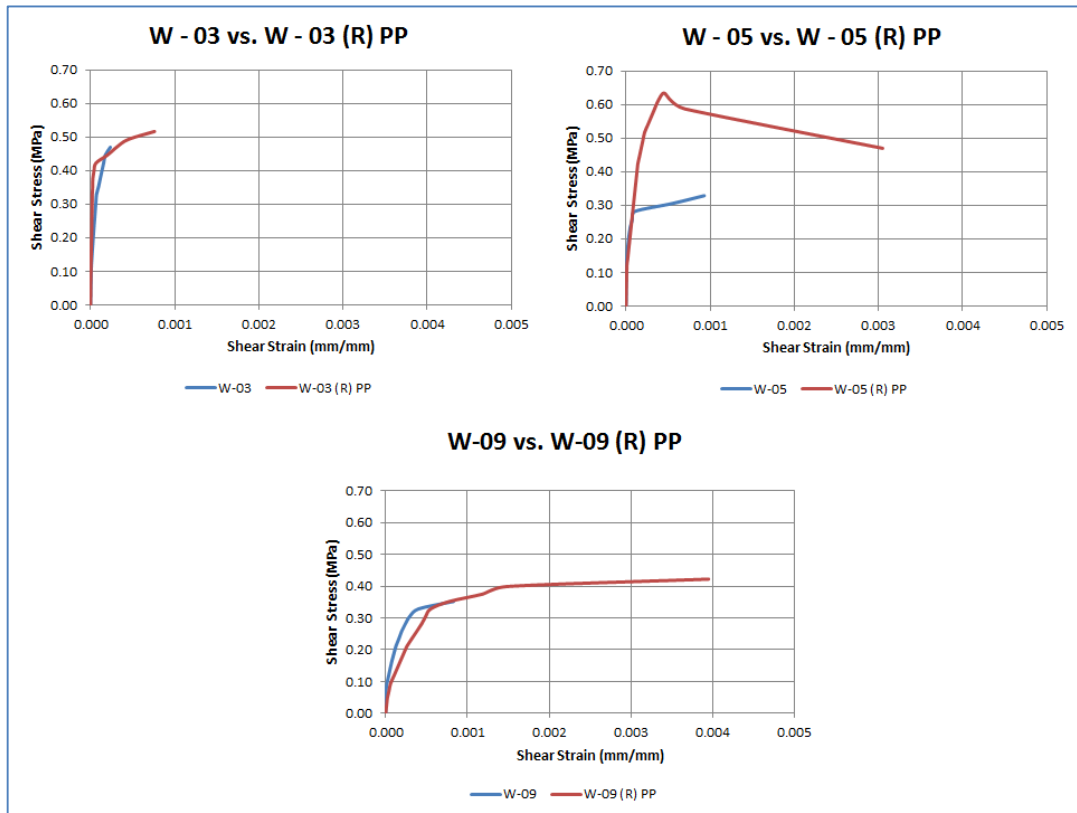 W - 03 vs. W - 03 (R) PP
0.70
0.60
0.50
0.40
0.30
0.20
0.10
0.00
Shear Stress (MPa)
0.000 0.001 0.002 0.003 0.004 0.005
Shear Strain (mm/mm)
W-03 W-03 (R) PP
W - 05 vs. W - 05 (R) PP
0.70
0.60
0.50
0.40
0.30
0.20
0.10
0.00
Shear Stress (MPa)
0.000 0.001 0.002 0.003 0.004 0.005
Shear Strain (mm/mm)
W-05 W-05 (R) PP
W-09 vs. W-09 (R) PP
0.70
0.60
0.50
0.40
0.30
0.20
0.10
0.00
Shear Stress (MPa)
0.000 0.001 0.002 0.003 0.004 0.005
Shear Strain (mm/mm)
W-09 W-09 (R) PP